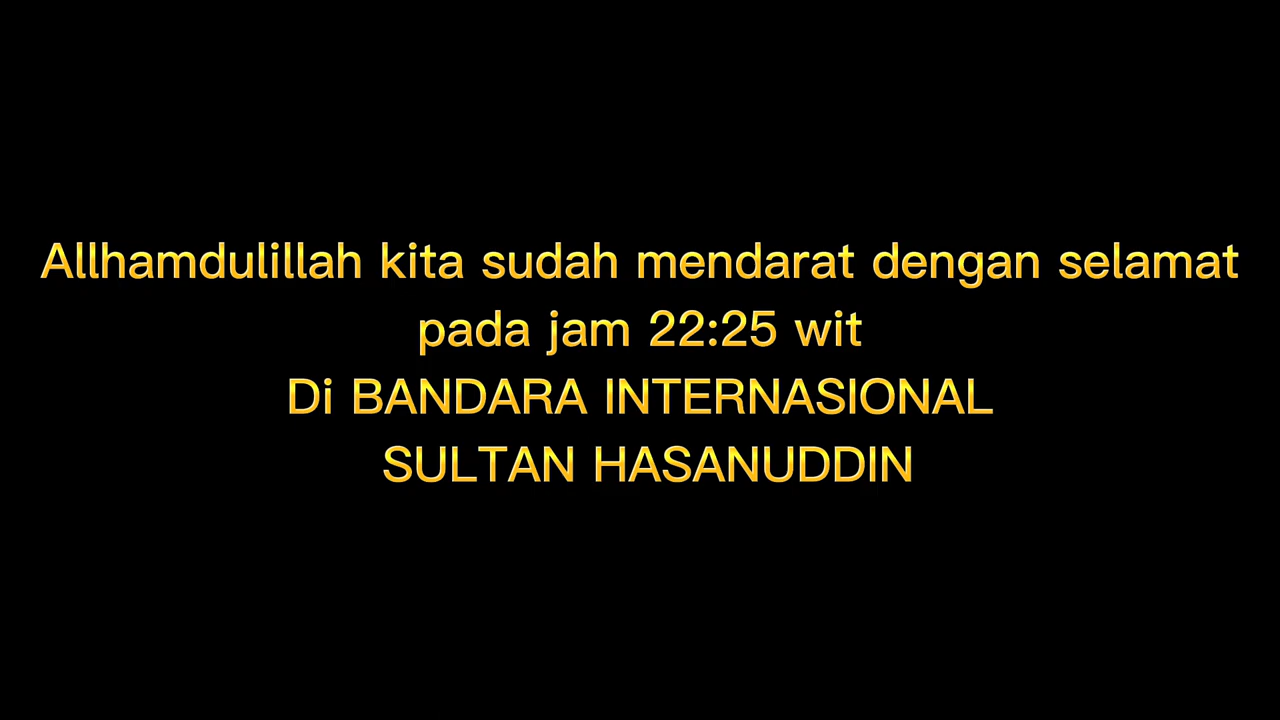 Allhamdulillah kita sudah mendarat dengan selamat
pada jam 22:25 wit
Di BANDARA INTERNASIONAL
SULTAN HASANUDDIN